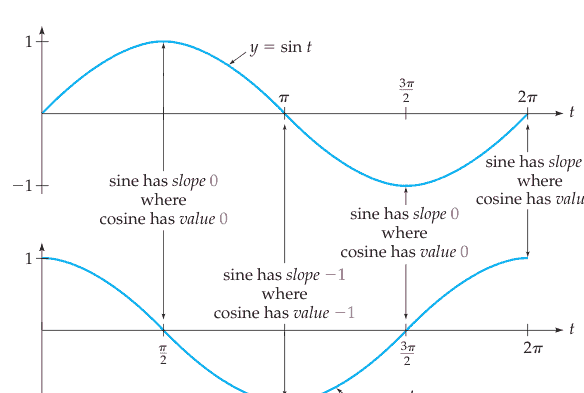 1
y = sin t
π
3π/2
2π
t
−1
sine has slope 0
where
cosine has value 0
sine has slope 0
where
cosine has value 0
sine has slope
where
cosine has
sine has slope −1
where
cosine has value −1
1
t
π/2
3π/2
2π